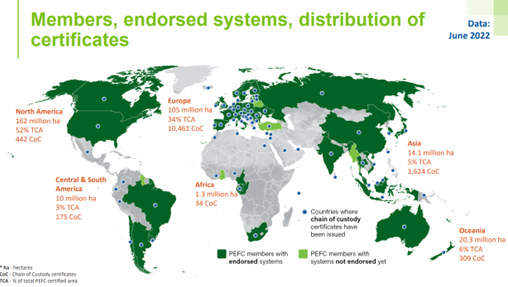 Members, endorsed systems, distribution of
certificates
Data:
June 2022
North America
162 million ha
52% TCA
442 CoC
Europe
105 million ha
34% TCA
10,461 CoC
Asia
14.1 million ha
5% TCA
1,624 CoC
Central & South
America
10 million ha
3% TCA
175 CoC
Africa
1.3 million ha
34 CoC
Countries where
chain of custody
certificates have
been issued
Oceania
20.3 million ha
6% TCA
309 CoC
PEFC members with
endorsed systems
PEFC members with
systems not endorsed yet
* ha - hectares
CoC - Chain of Custody certificates
TCA - % of total PEFC certified area